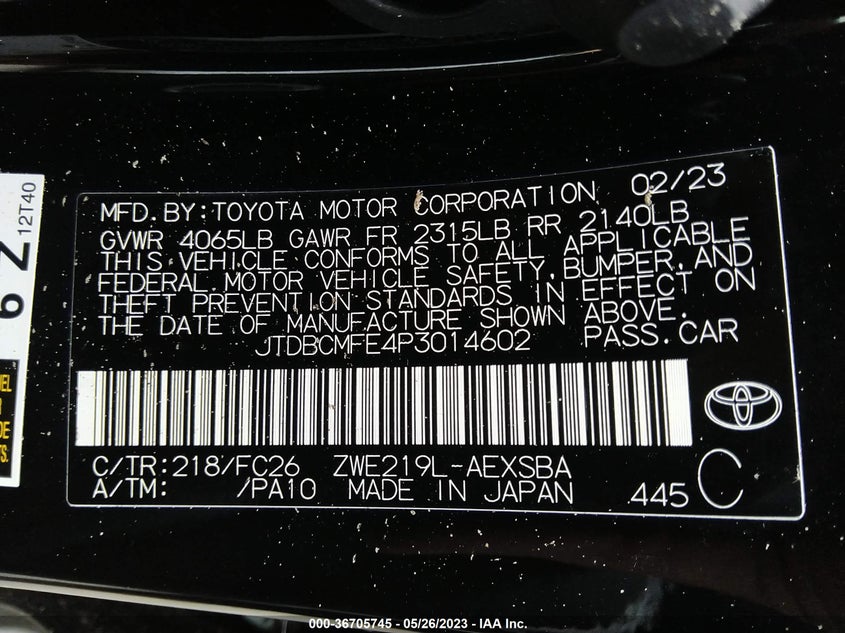 MFD.BY:TOYOTA MOTOR CORPORATION 02/23
GVWR 4065LB GAWR FR 2315LB RR 2140LB
THIS VEHICLE CONFORMS TO ALL APPLICABLE
FEDERAL MOTOR VEHICLE SAFETY,BUMPER,AND
THEFT PREVENTION STANDARDS IN EFFECT ON
THE DATE OF MANUFACTURE SHOWN ABOVE.
JTDBCMFE4P3014602 PASS.CAR
C/TR:218/FC26 ZWE219L-AEXSBA
A/TM: /PA10 MADE IN JAPAN .445 C
6 Z
12T40
000-36705745 - 05/26/2023 - IAA Inc.